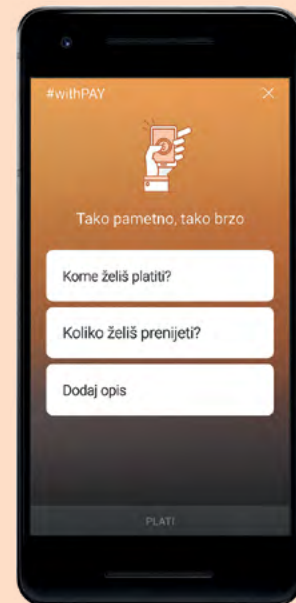 #withPAY
Tako pametno, tako brzo
Kome želiš platiti?
Koliko želiš prenijeti?
Dodaj opis
PLATI